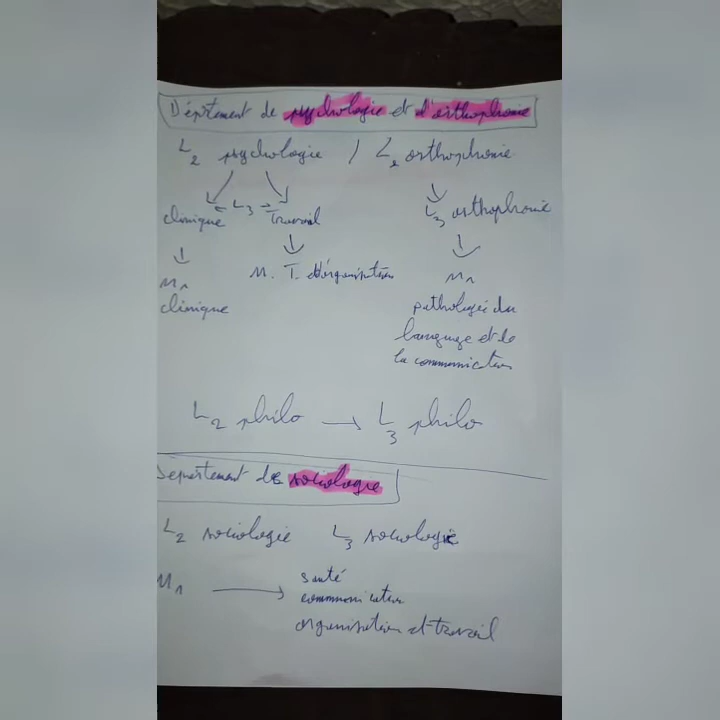 Département de psychologie et d'orthophonie
L2 psychologie / L2 orthophonie
clinique ← L3 → Travail
L3 orthophonie
M1
clinique
M. T. d'organisation
M1
pathologie du
langage et de
la communication
L2 philo → L3 philo
Département de sociologie
L2 sociologie L3 sociologie
M1 → santé
communication
organisation et travail